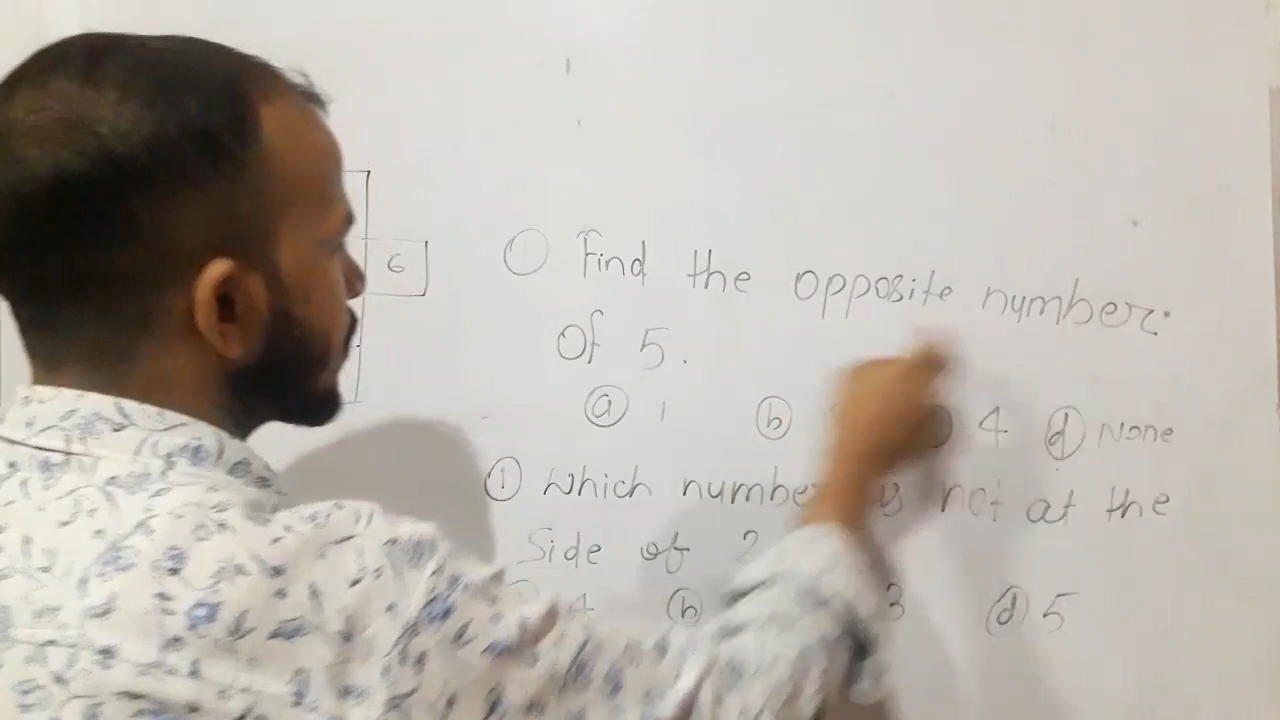 6
① Find the opposite number.
Of 5.
ⓐ 1 ⓑ 4 ⓓ None
① Which number is not at the
Side of 2
4 ⓑ 3 ⓓ 5